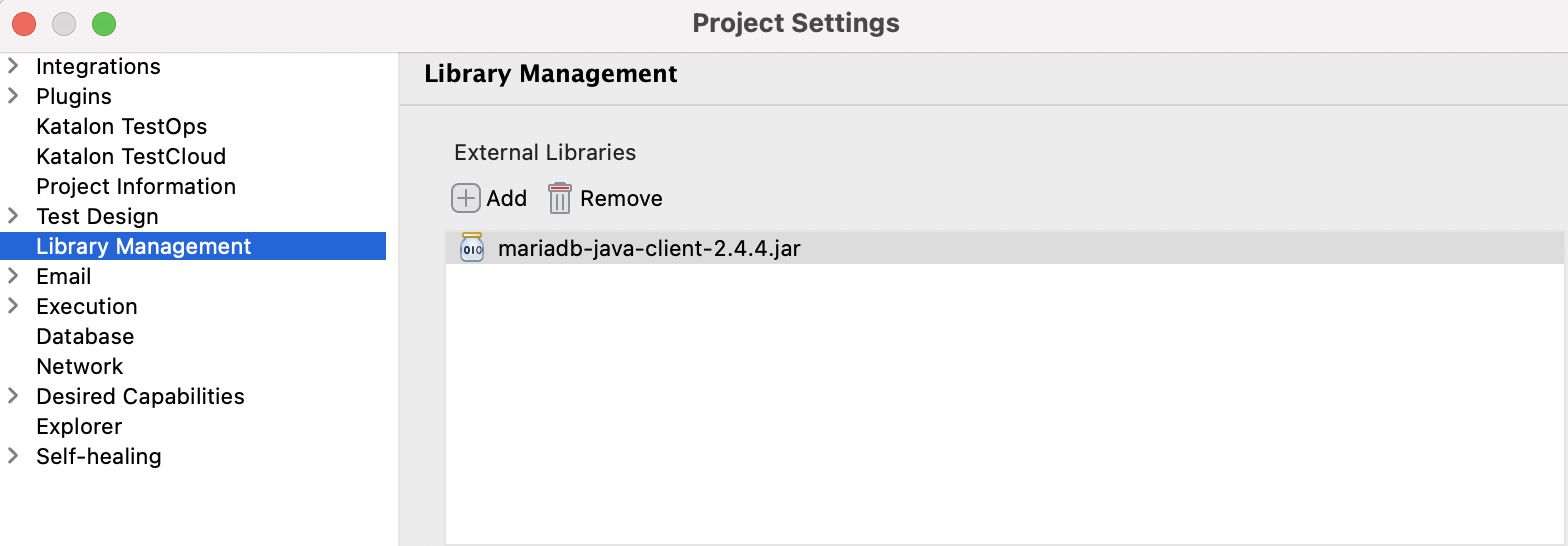 Project Settings
Integrations
Plugins
Katalon TestOps
Katalon TestCloud
Project Information
Test Design
Library Management
Email
Execution
Database
Network
Desired Capabilities
Explorer
Self-healing
Library Management
External Libraries
Add Remove
010 mariadb-java-client-2.4.4.jar